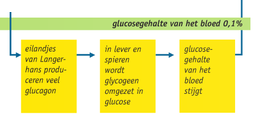 glucosegehalte van het bloed 0,1%
eilandjes
van Langer-
hans produ-
ceren veel
glucagon
in lever en
spieren
wordt
glycogeen
omgezet in
glucose
glucose-
gehalte
van het
bloed
stijgt